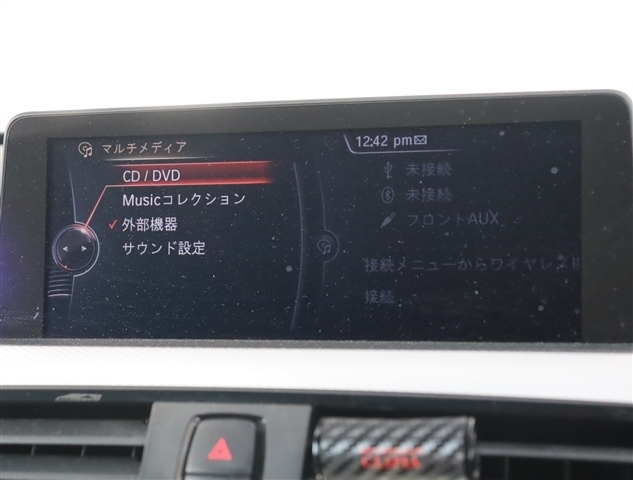 マルチメディア
12:42 pm
CD / DVD
Musicコレクション
外部機器
サウンド設定
未接続
未接続
フロントAUX
接続メニューからワイヤレス
接続